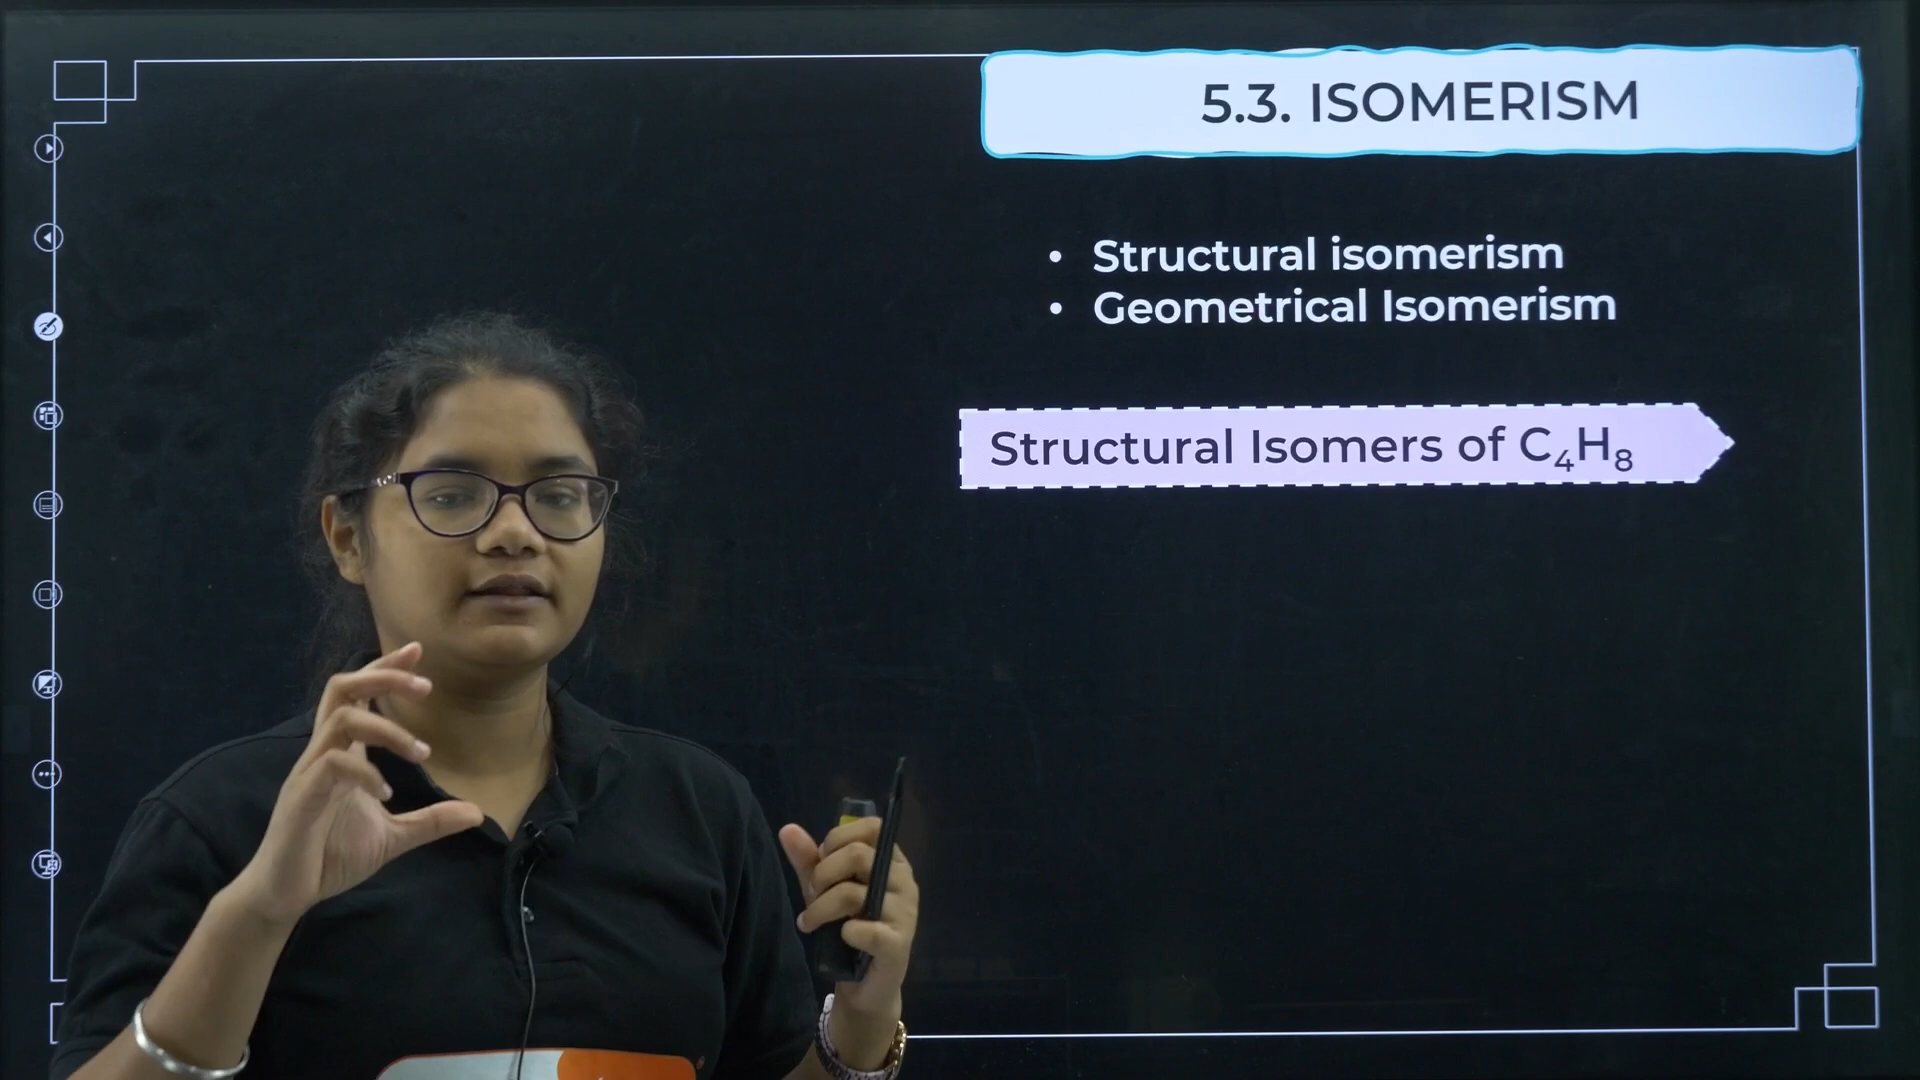 5.3. ISOMERISM
• Structural isomerism
• Geometrical Isomerism
Structural Isomers of C₄H₈